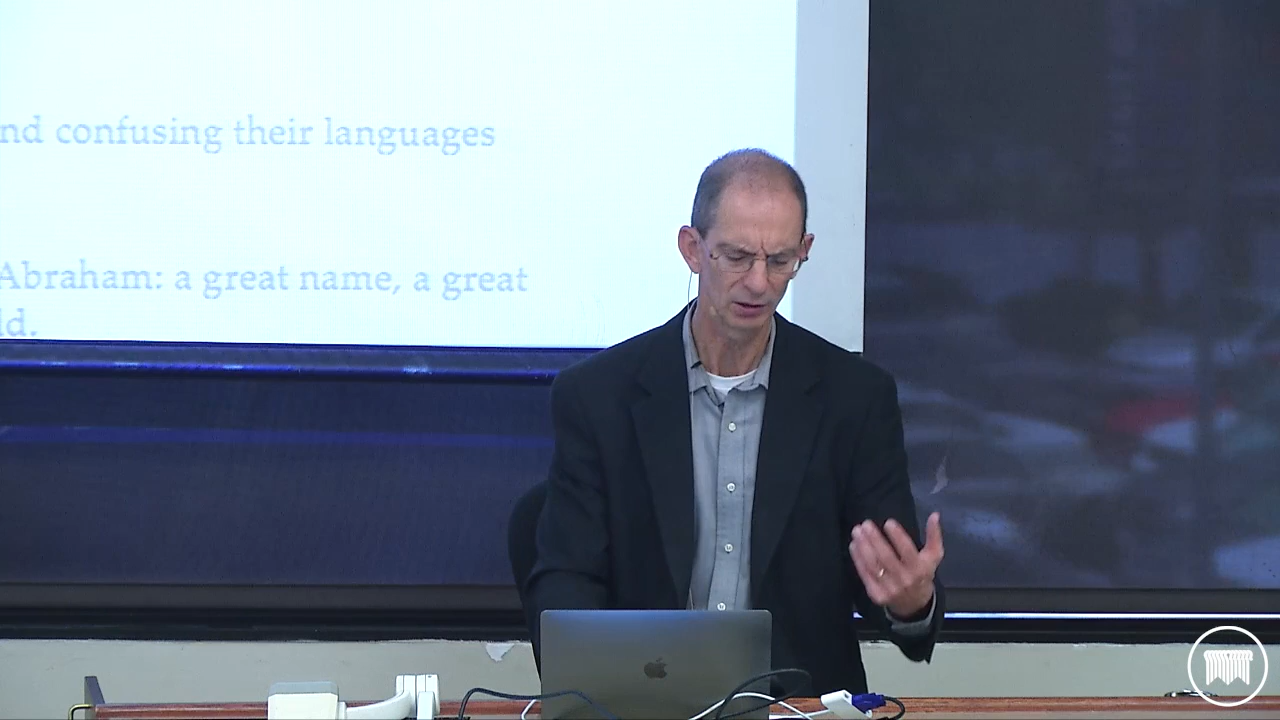 nd confusing their languages
Abraham: a great name, a great
ld.